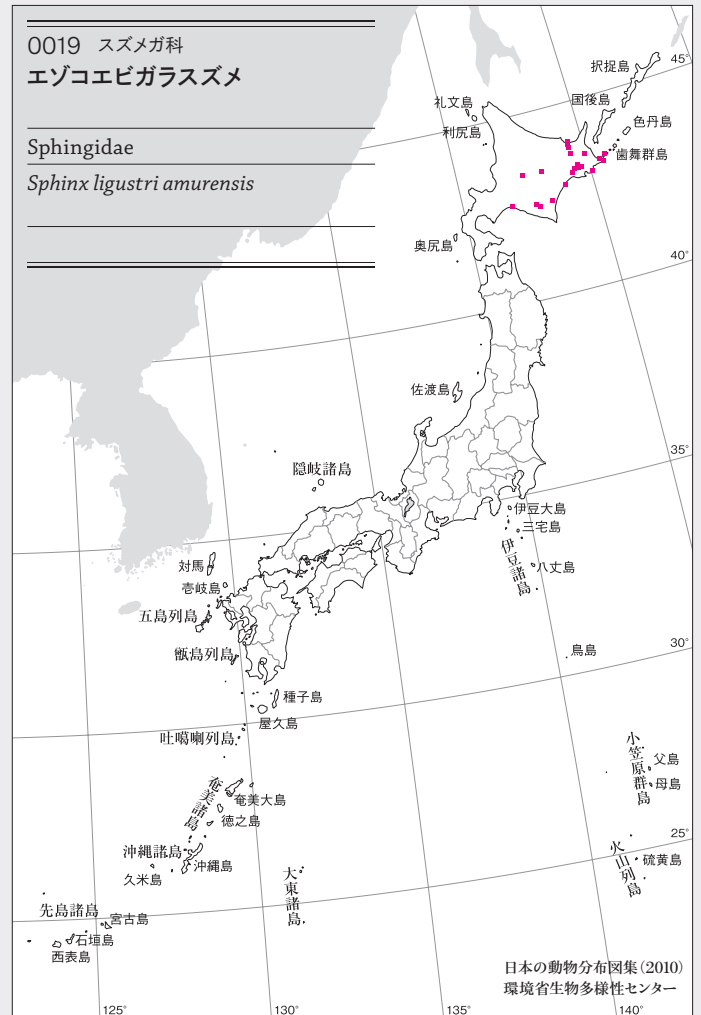 0019 スズメガ科
エゾコエビガラスズメ
Sphingidae
Sphinx ligustri amurensis
45°
択捉島
礼文島
国後島
色丹島
利尻島
歯舞群島
奥尻島
40°
佐渡島
35°
隠岐諸島
伊豆大島
三宅島
伊豆諸島
八丈島
対馬
壱岐島
五島列島
甑島列島
鳥島
30°
種子島
屋久島
吐噶喇列島
小笠原群島
父島
母島
奄美諸島
奄美大島
徳之島
25°
火山列島
硫黄島
沖縄諸島
沖縄島
久米島
大東諸島
先島諸島
宮古島
石垣島
西表島
日本の動物分布図集(2010)
環境省生物多様性センター
125°
130°
135°
140°